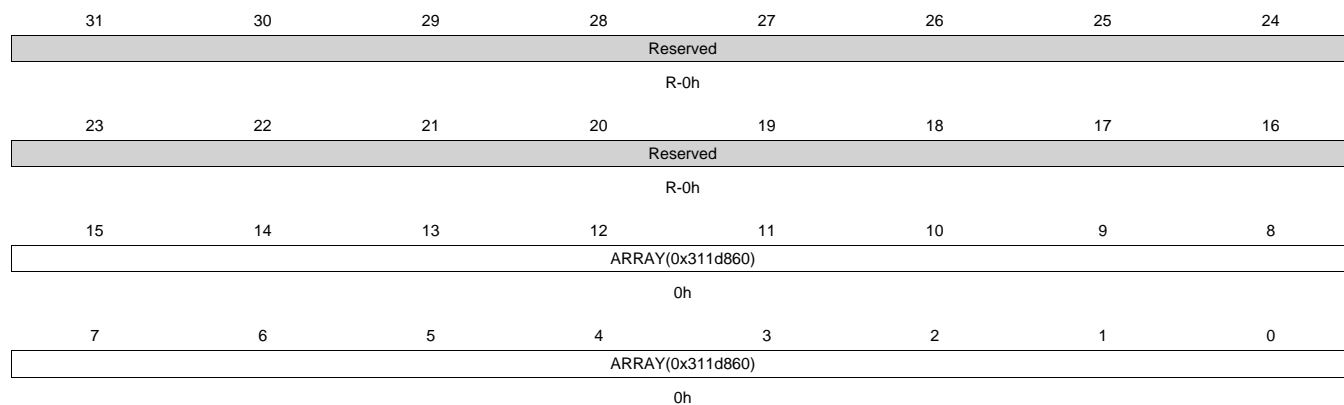 31 30 29 28 27 26 25 24
Reserved
R-0h
23 22 21 20 19 18 17 16
Reserved
R-0h
15 14 13 12 11 10 9 8
ARRAY(0x311d860)
0h
7 6 5 4 3 2 1 0
ARRAY(0x311d860)
0h